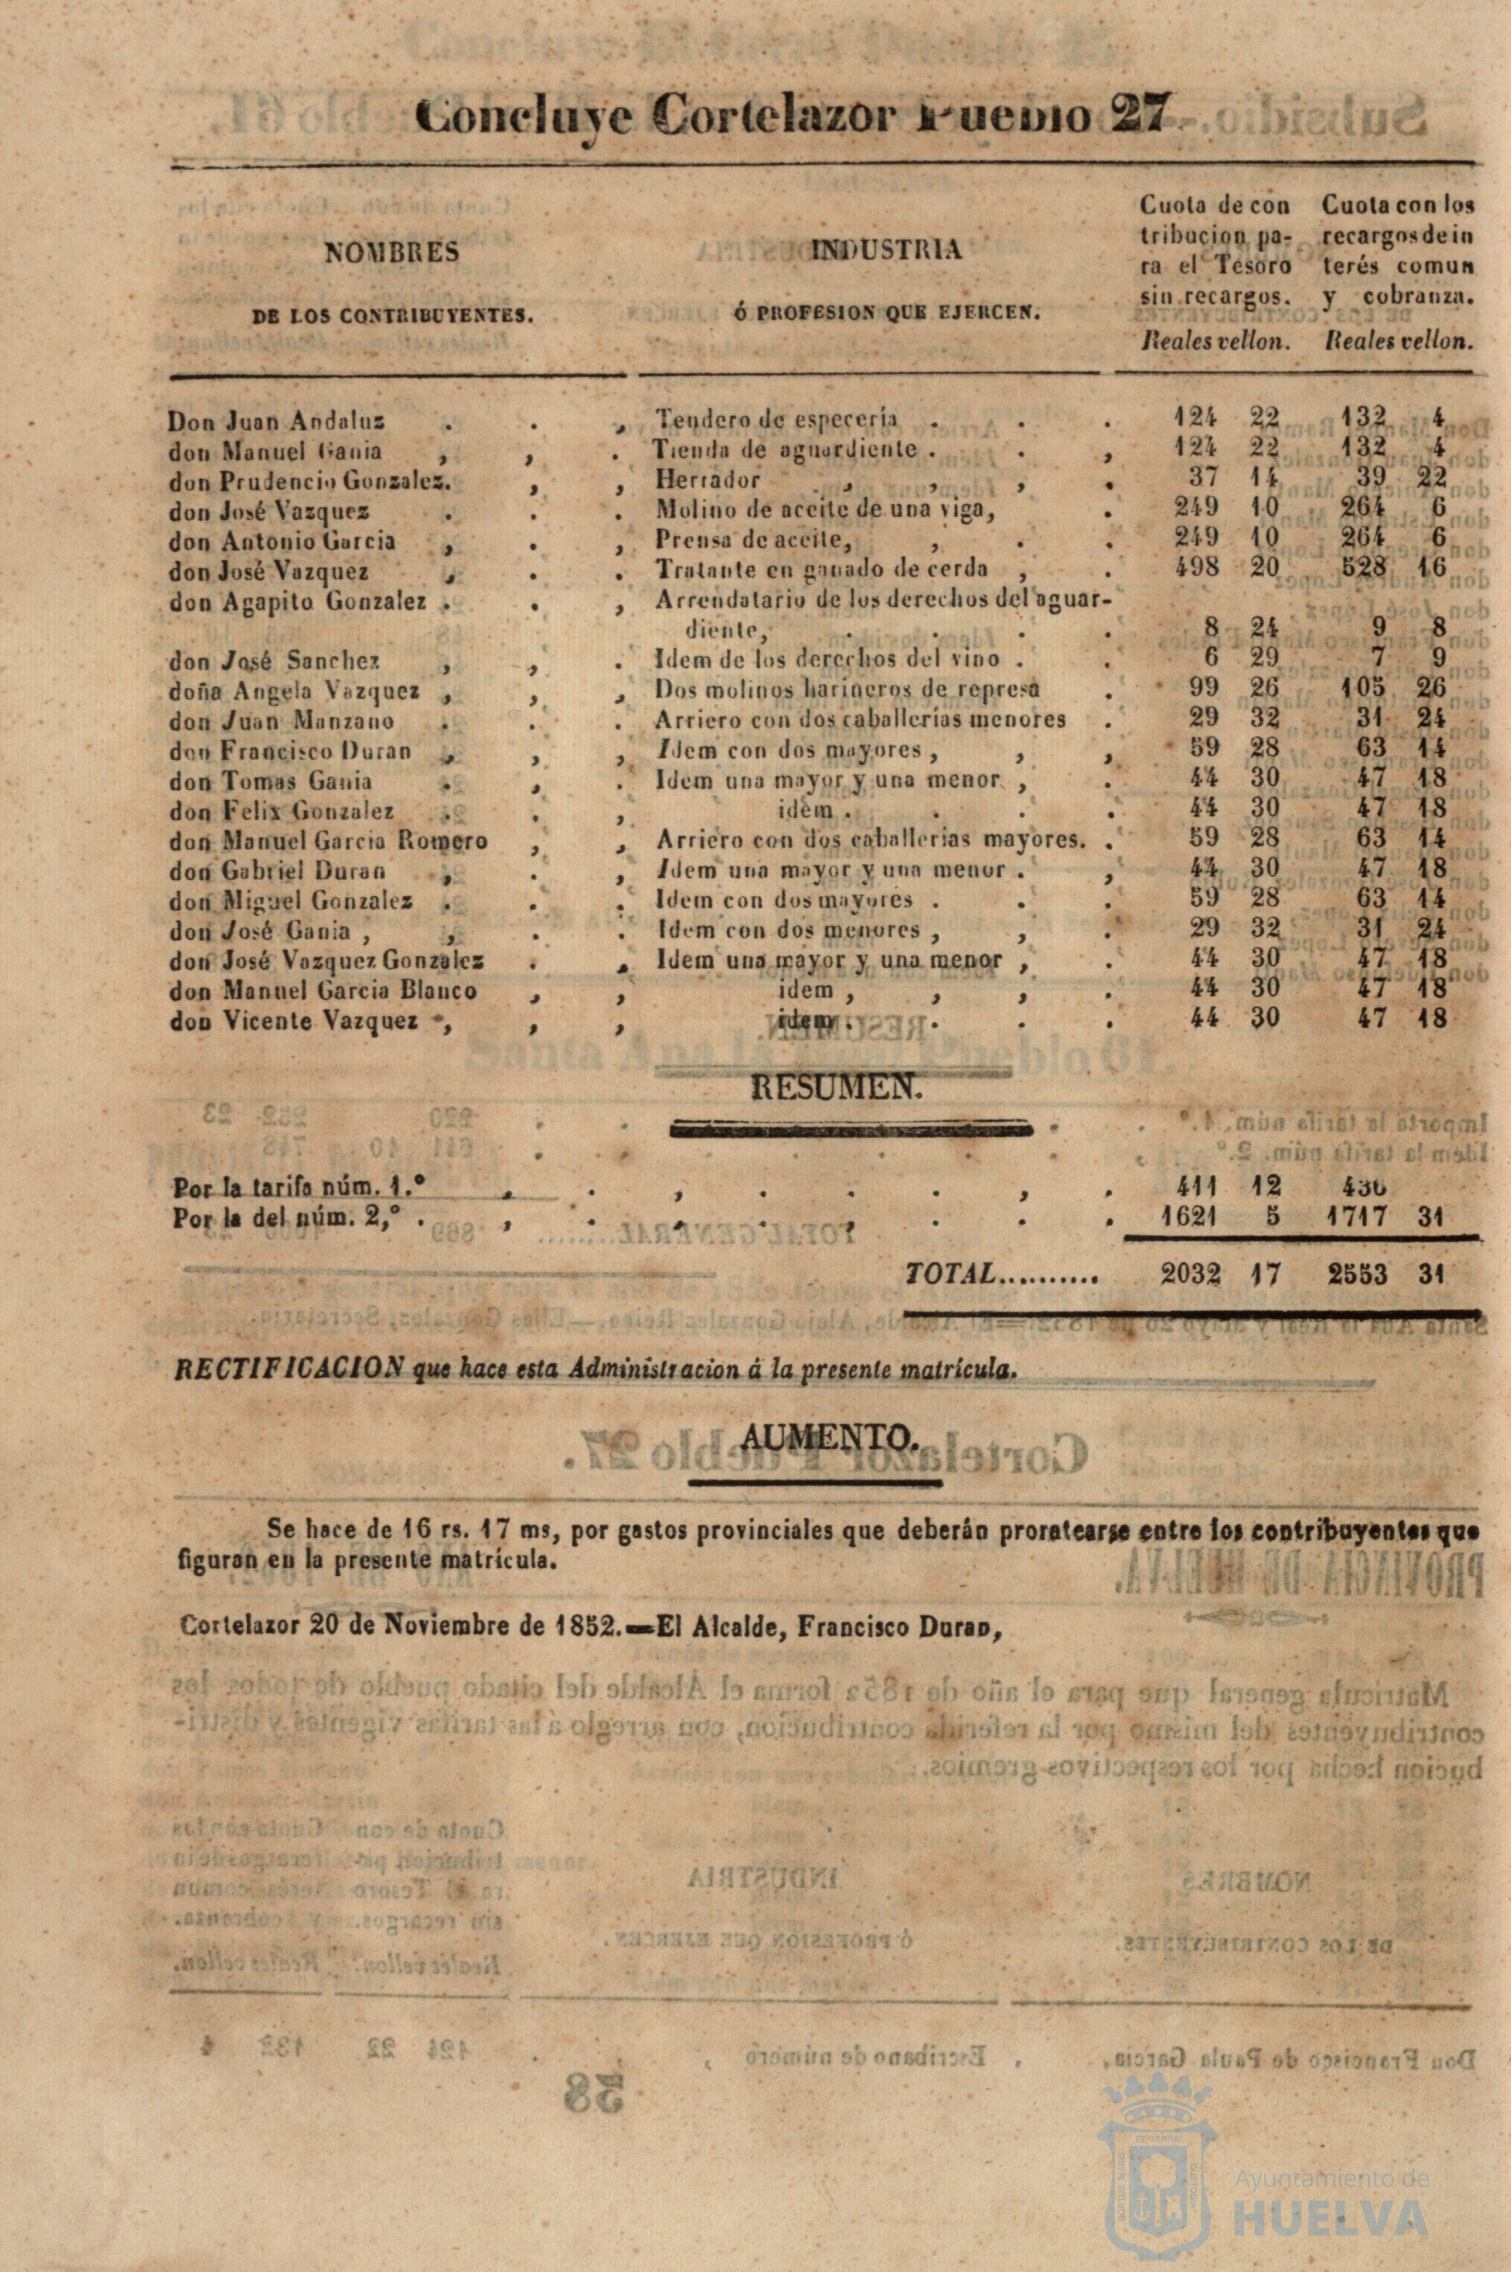 Concluye Cortelazor Pueblo 27
NOMBRES
DE LOS CONTRIBUYENTES.
INDUSTRIA
Ó PROFESION QUE EJERCEN.
Cuota de con
tribucion pa-
ra el Tesoro
sin recargos.
Reales vellon.
Cuota con los
recargos de in
terés comun
y cobranza.
Reales vellon.
Don Juan Andaluz . . , Tendero de especería . . . 124 22 132 4
don Manuel Gania , , . Tienda de aguardiente . . , 124 22 132 4
don Prudencio Gonzalez. , , Herrador , , , . 37 14 39 22
don José Vazquez . . . Molino de aceite de una viga, . 249 10 264 6
don Antonio Garcia , . , Prensa de aceite, , . . 249 10 264 6
don José Vazquez , . . Tratante en ganado de cerda , . 498 20 528 16
don Agapito Gonzalez . . , Arrendatario de los derechos del aguar-
diente, . . . . 8 24 9 8
don José Sanchez , , . Idem de los derechos del vino . . 6 29 7 9
doña Angela Vazquez , , , Dos molinos harineros de represa . 99 26 105 26
don Juan Manzano . . . Arriero con dos caballerías menores . 29 32 31 24
don Francisco Duran , , , Idem con dos mayores , , , 59 28 63 14
don Tomas Gania . , . Idem una mayor y una menor , . 44 30 47 18
don Felix Gonzalez . . , idem . . . . 44 30 47 18
don Manuel Garcia Romero , , Arriero con dos caballerias mayores. . 59 28 63 14
don Gabriel Duran , . , Idem una mayor y una menor . , 44 30 47 18
don Miguel Gonzalez . . . Idem con dos mayores . . . 59 28 63 14
don José Gania , , . . Idem con dos menores , , . 29 32 31 24
don José Vazquez Gonzalez . , Idem una mayor y una menor , . 44 30 47 18
don Manuel Garcia Blanco , , idem , , , . 44 30 47 18
don Vicente Vazquez , , , idem . . . . 44 30 47 18
RESUMEN.
Por la tarifa núm. 1.º , . , . . . , . 411 12 436
Por la del núm. 2,º . , . , . , . . . 1621 5 1717 31
TOTAL.......... 2032 17 2553 31
RECTIFICACION que hace esta Administracion á la presente matrícula.
AUMENTO.
Se hace de 16 rs. 17 ms, por gastos provinciales que deberán proratearse entre los contribuyentes que
figuran en la presente matrícula.
Cortelazor 20 de Noviembre de 1852.—El Alcalde, Francisco Duran,
Ayuntamiento de
HUELVA